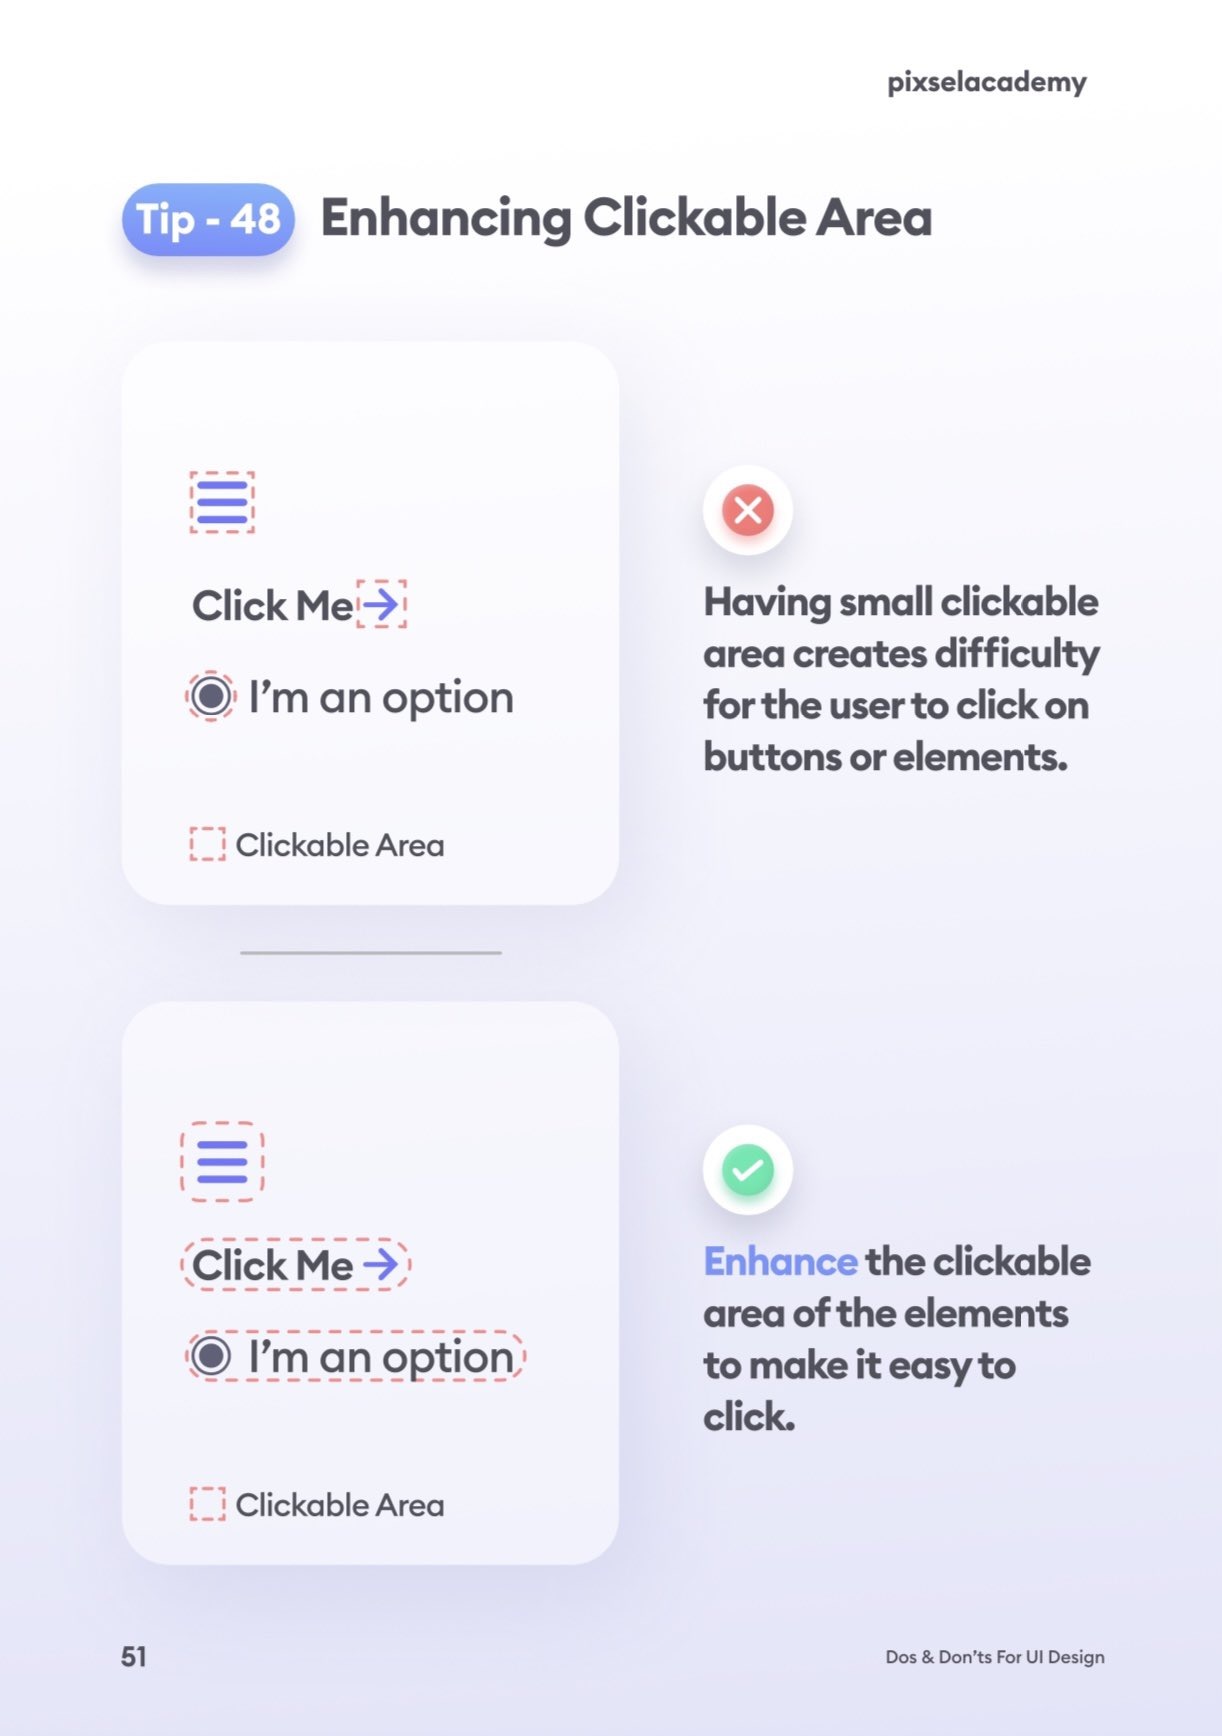 pixselacademy
Tip - 48 Enhancing Clickable Area
Click Me
I’m an option
Clickable Area
Having small clickable
area creates difficulty
for the user to click on
buttons or elements.
Click Me
I’m an option
Clickable Area
Enhance the clickable
area of the elements
to make it easy to
click.
51
Dos & Don’ts For UI Design